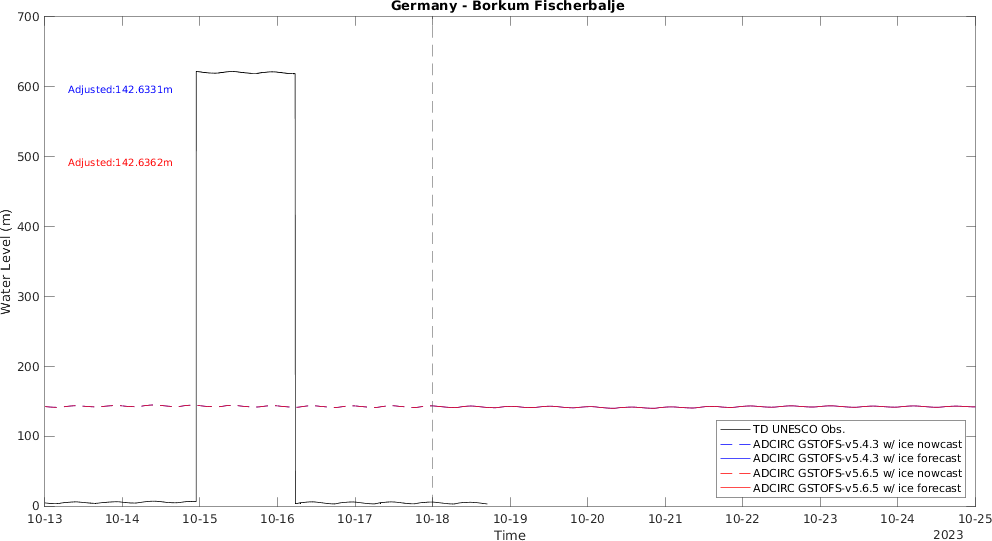 Germany - Borkum Fischerbalje
700
600
500
400
300
200
100
0
Water Level (m)
Adjusted:142.6331m
Adjusted:142.6362m
TD UNESCO Obs.
ADCIRC GSTOFS-v5.4.3 w/ ice nowcast
ADCIRC GSTOFS-v5.4.3 w/ ice forecast
ADCIRC GSTOFS-v5.6.5 w/ ice nowcast
ADCIRC GSTOFS-v5.6.5 w/ ice forecast
10-13 10-14 10-15 10-16 10-17 10-18 10-19 10-20 10-21 10-22 10-23 10-24 10-25
Time
2023